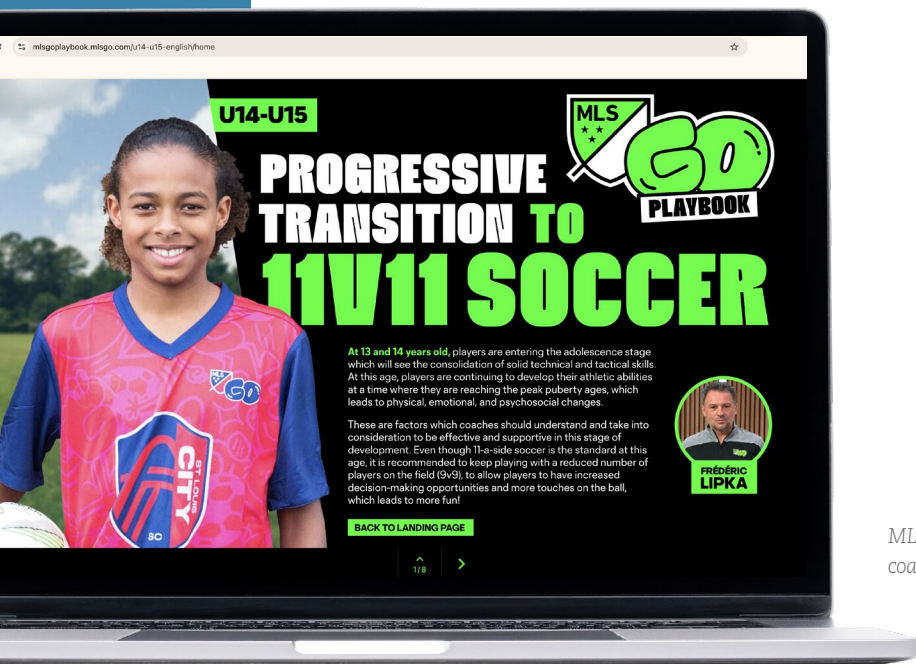 mlsgoplaybook.mlsgo.com/u14-u15-english/home
U14-U15
MLS
GO
PLAYBOOK
PROGRESSIVE
TRANSITION TO
11V11 SOCCER
At 13 and 14 years old, players are entering the adolescence stage
which will see the consolidation of solid technical and tactical skills.
At this age, players are continuing to develop their athletic abilities
at a time where they are reaching the peak puberty ages, which
leads to physical, emotional, and psychosocial changes.
These are factors which coaches should understand and take into
consideration to be effective and supportive in this stage of
development. Even though 11-a-side soccer is the standard at this
age, it is recommended to keep playing with a reduced number of
players on the field (9v9), to allow players to have increased
decision-making opportunities and more touches on the ball,
which leads to more fun!
FRÉDÉRIC
LIPKA
BACK TO LANDING PAGE
1/8
MLS
GO
ST LOUIS
CITY
SC
ML
coa